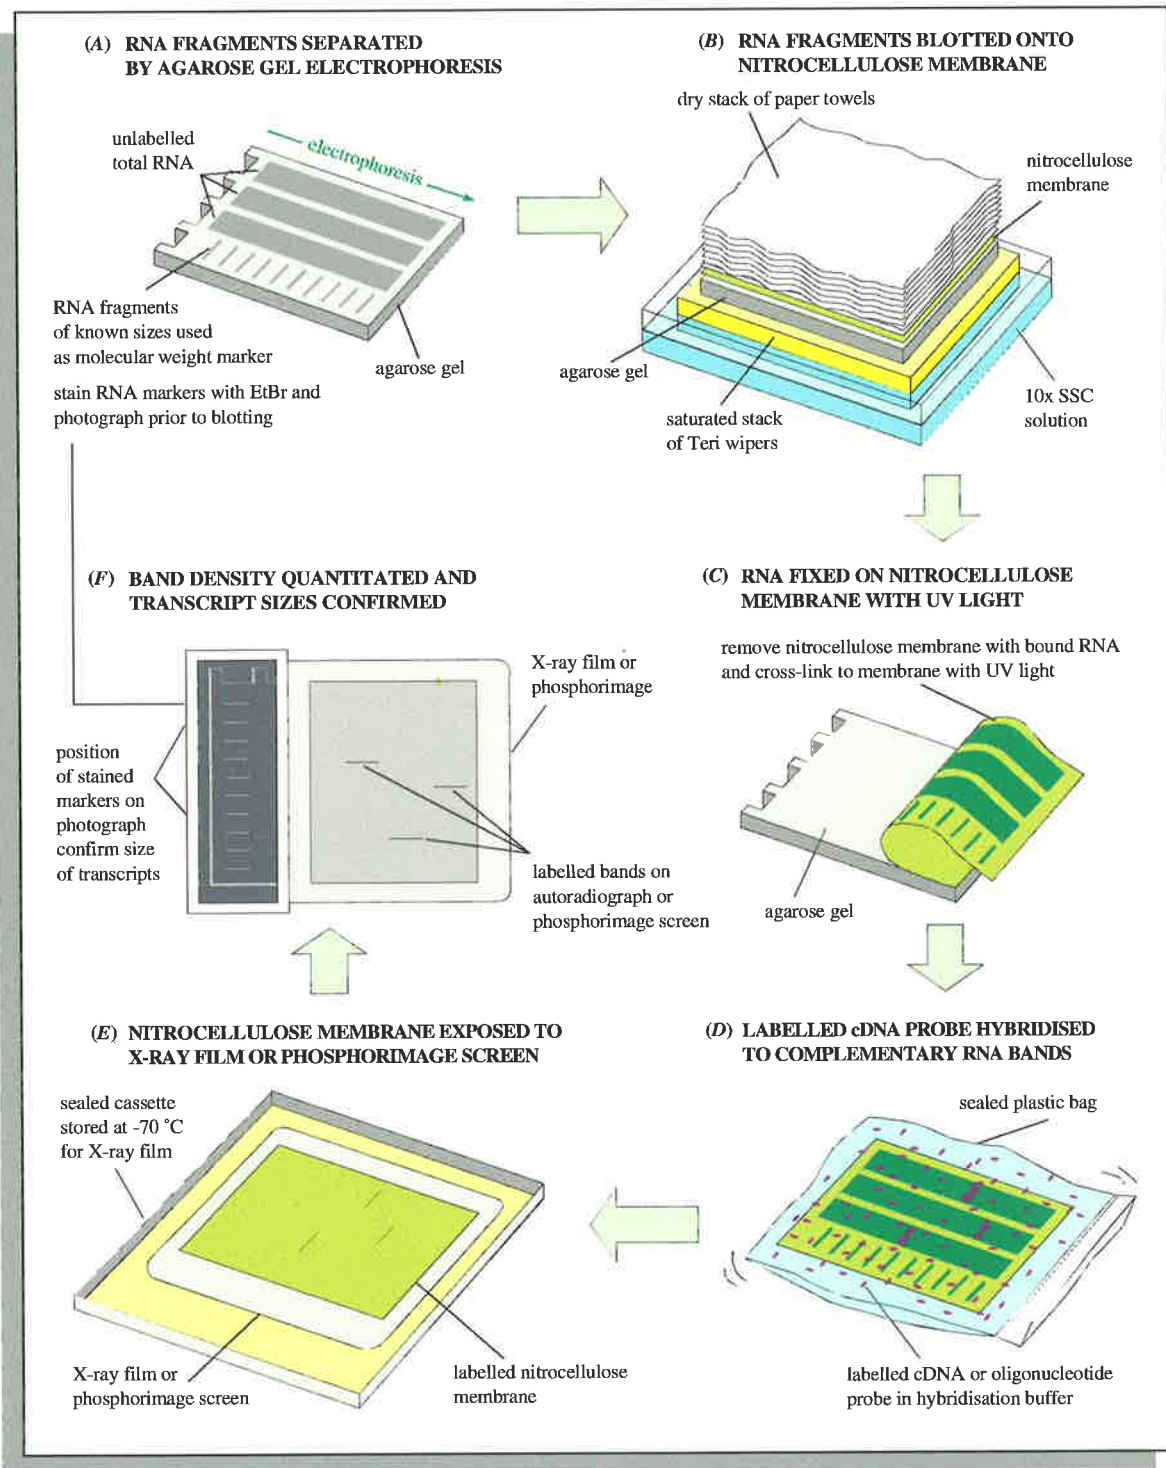 (A) RNA FRAGMENTS SEPARATED
BY AGAROSE GEL ELECTROPHORESIS
unlabelled
total RNA
electrophoresis
RNA fragments
of known sizes used
as molecular weight marker
stain RNA markers with EtBr and
photograph prior to blotting
agarose gel
(B) RNA FRAGMENTS BLOTTED ONTO
NITROCELLULOSE MEMBRANE
dry stack of paper towels
nitrocellulose
membrane
agarose gel
saturated stack
of Teri wipers
10x SSC
solution
(C) RNA FIXED ON NITROCELLULOSE
MEMBRANE WITH UV LIGHT
remove nitrocellulose membrane with bound RNA
and cross-link to membrane with UV light
agarose gel
(D) LABELLED cDNA PROBE HYBRIDISED
TO COMPLEMENTARY RNA BANDS
sealed plastic bag
labelled cDNA or oligonucleotide
probe in hybridisation buffer
(E) NITROCELLULOSE MEMBRANE EXPOSED TO
X-RAY FILM OR PHOSPHORIMAGE SCREEN
sealed cassette
stored at -70 °C
for X-ray film
X-ray film or
phosphorimage screen
labelled nitrocellulose
membrane
(F) BAND DENSITY QUANTITATED AND
TRANSCRIPT SIZES CONFIRMED
X-ray film or
phosphorimage
position
of stained
markers on
photograph
confirm size
of transcripts
labelled bands on
autoradiograph or
phosphorimage screen